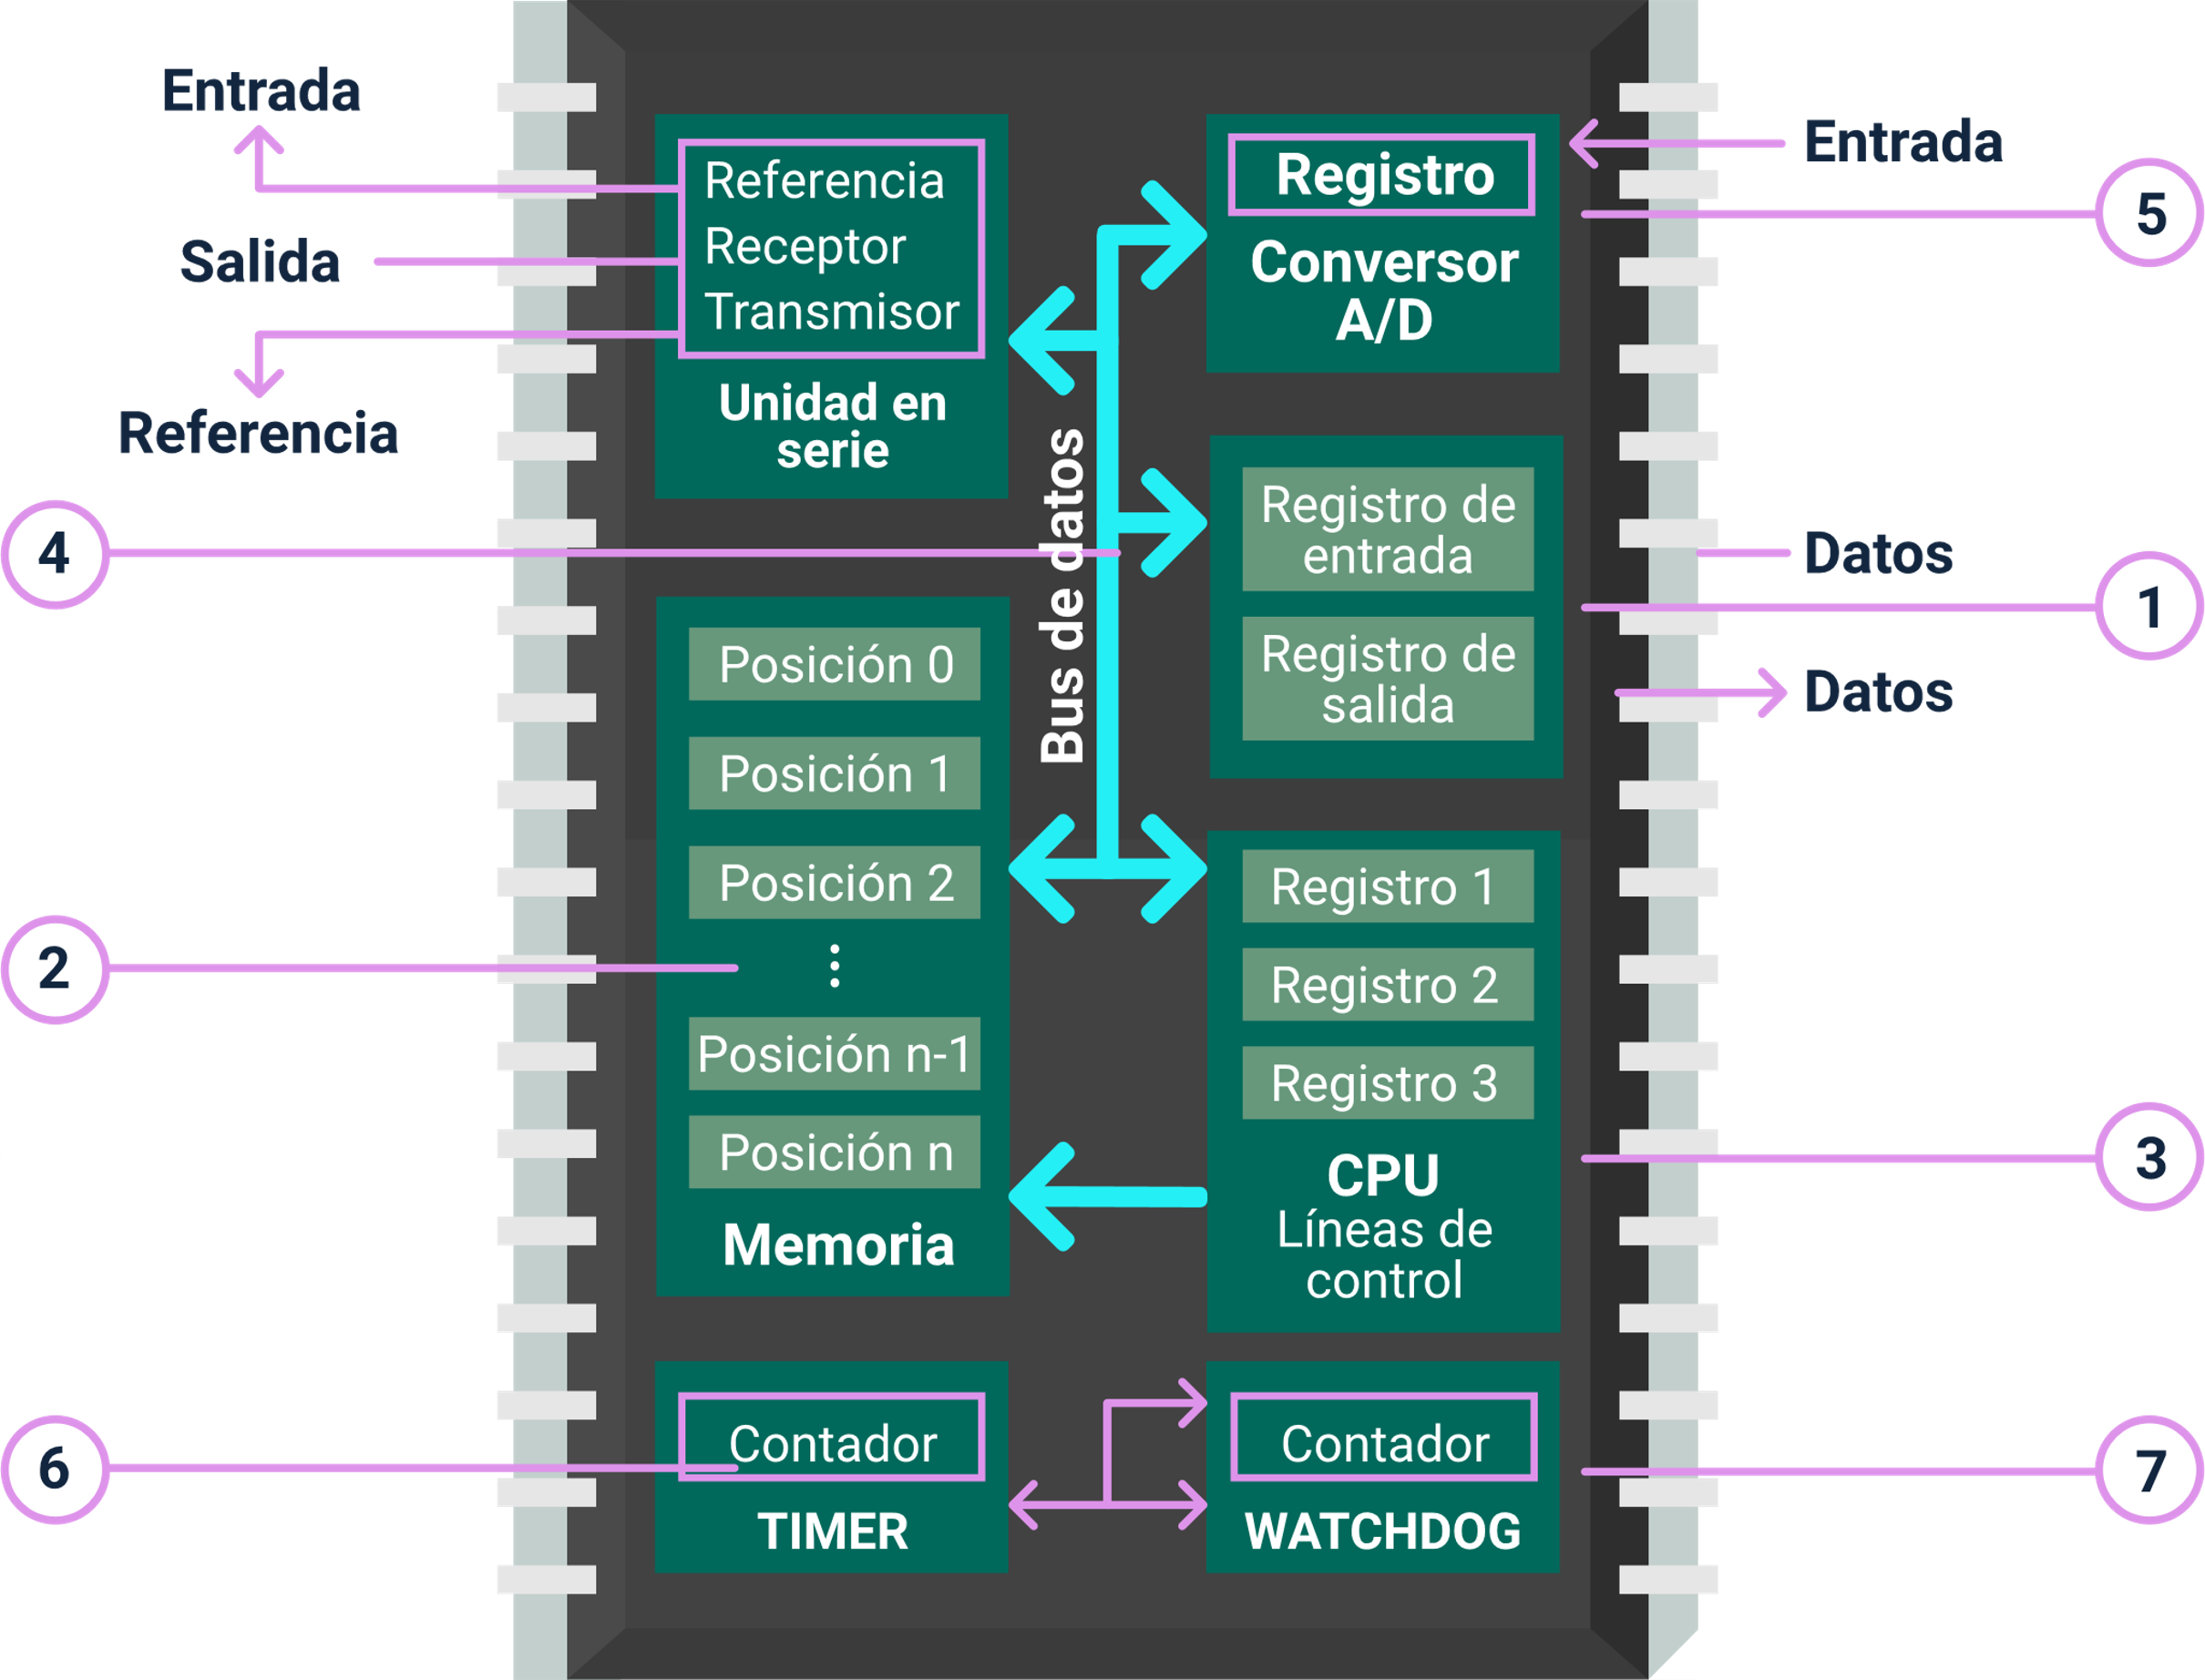 Entrada
Salida
Referencia
4
2
6
Referencia
Receptor
Transmisor
Unidad en
serie
Posición 0
Posición 1
Posición 2
Posición n-1
Posición n
Memoria
Contador
TIMER
Bus de datos
Registro
Conversor
A/D
Registro de
entrada
Registro de
salida
Registro 1
Registro 2
Registro 3
CPU
Líneas de
control
Contador
WATCHDOG
Entrada
5
Datos
1
Datos
3
7